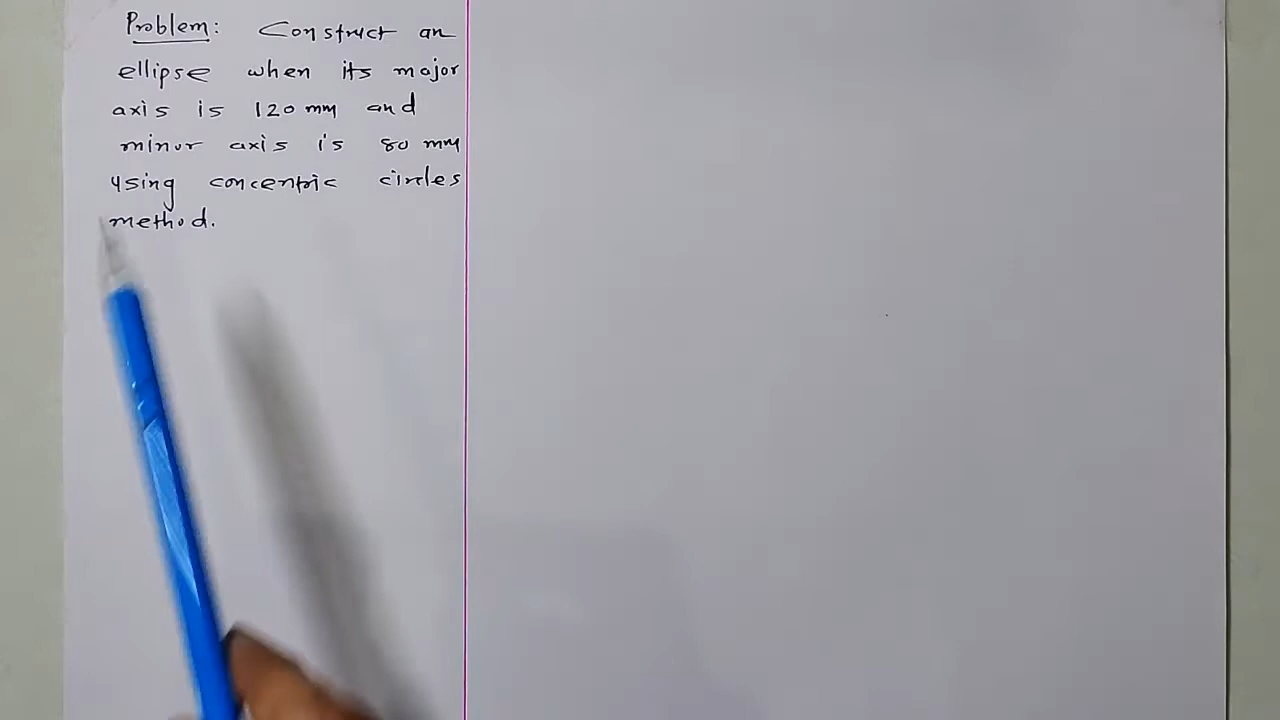 Problem: Construct an
ellipse when its major
axis is 120 mm and
minor axis is 80 mm
using concentric circles
method.